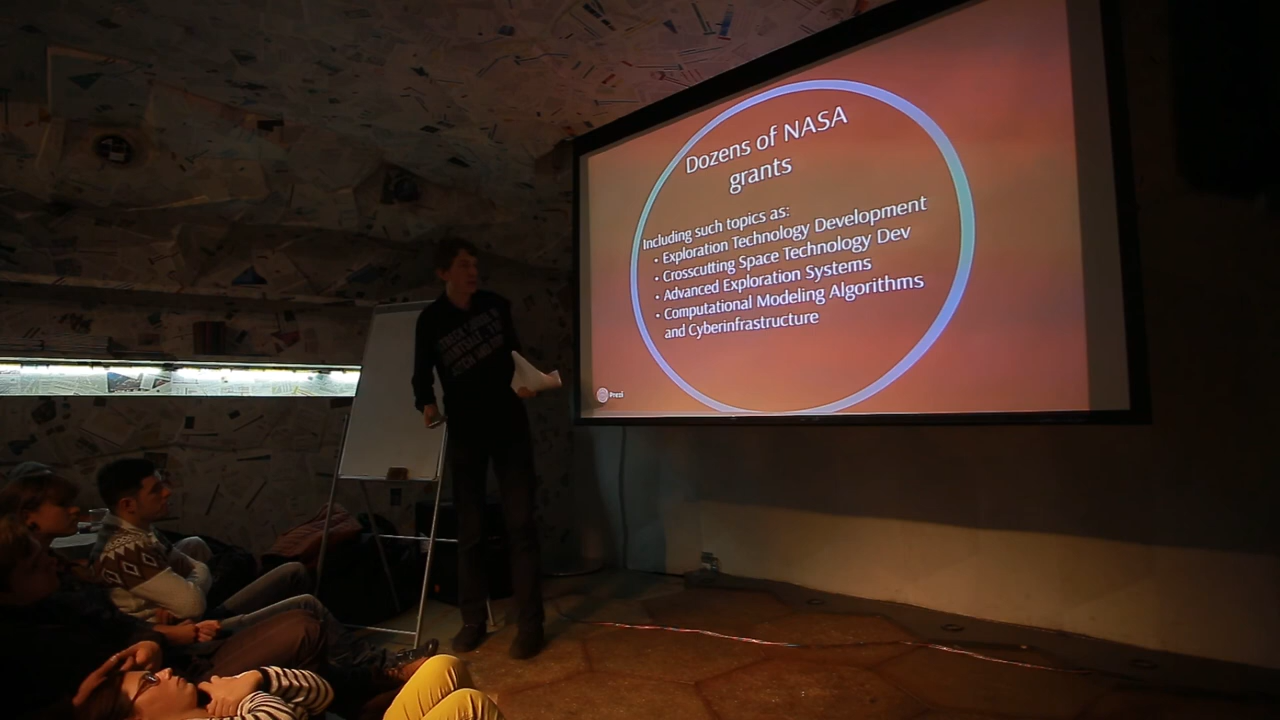 Dozens of NASA
grants
Including such topics as:
• Exploration Technology Development
• Crosscutting Space Technology Dev
• Advanced Exploration Systems
• Computational Modeling Algorithms
and Cyberinfrastructure
Prezi